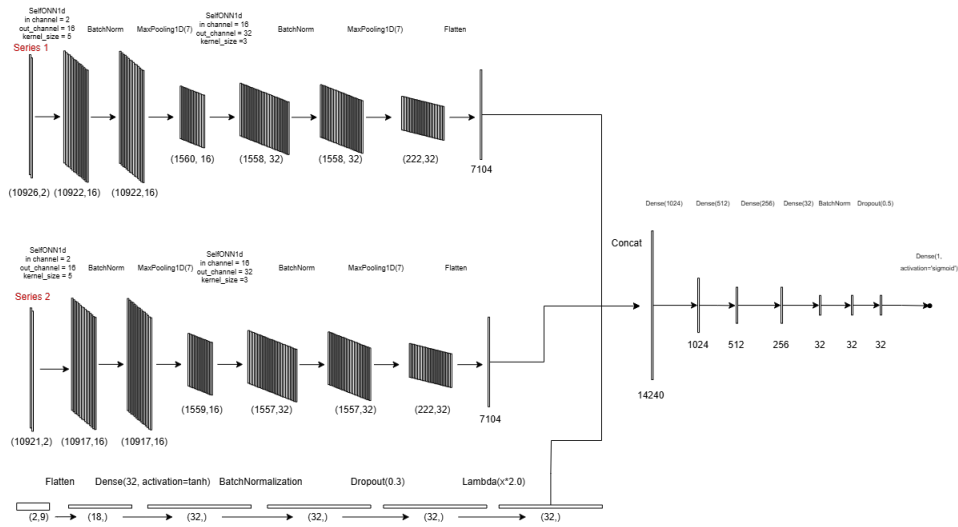 SelfONN1d
in channel = 2
out_channel = 16
kernel_size = 5
BatchNorm
MaxPooling1D(7)
SelfONN1d
in channel = 16
out_channel = 32
kernel_size =3
BatchNorm
MaxPooling1D(7)
Flatten
Series 1
(10926,2)
(10922,16)
(10922,16)
(1560, 16)
(1558, 32)
(1558, 32)
(222,32)
7104
SelfONN1d
in channel = 2
out_channel = 16
kernel_size = 5
BatchNorm
MaxPooling1D(7)
SelfONN1d
in channel = 16
out_channel = 32
kernel_size =3
BatchNorm
MaxPooling1D(7)
Flatten
Series 2
(10921,2)
(10917,16)
(10917,16)
(1559,16)
(1557,32)
(1557,32)
(222,32)
7104
Flatten
Dense(32, activation=tanh)
BatchNormalization
Dropout(0.3)
Lambda(x*2.0)
(2,9)
(18,)
(32,)
(32,)
(32,)
(32,)
Concat
14240
Dense(1024)
Dense(512)
Dense(256)
Dense(32)
BatchNorm
Dropout(0.5)
Dense(1,
activation='sigmoid')
1024
512
256
32
32
32